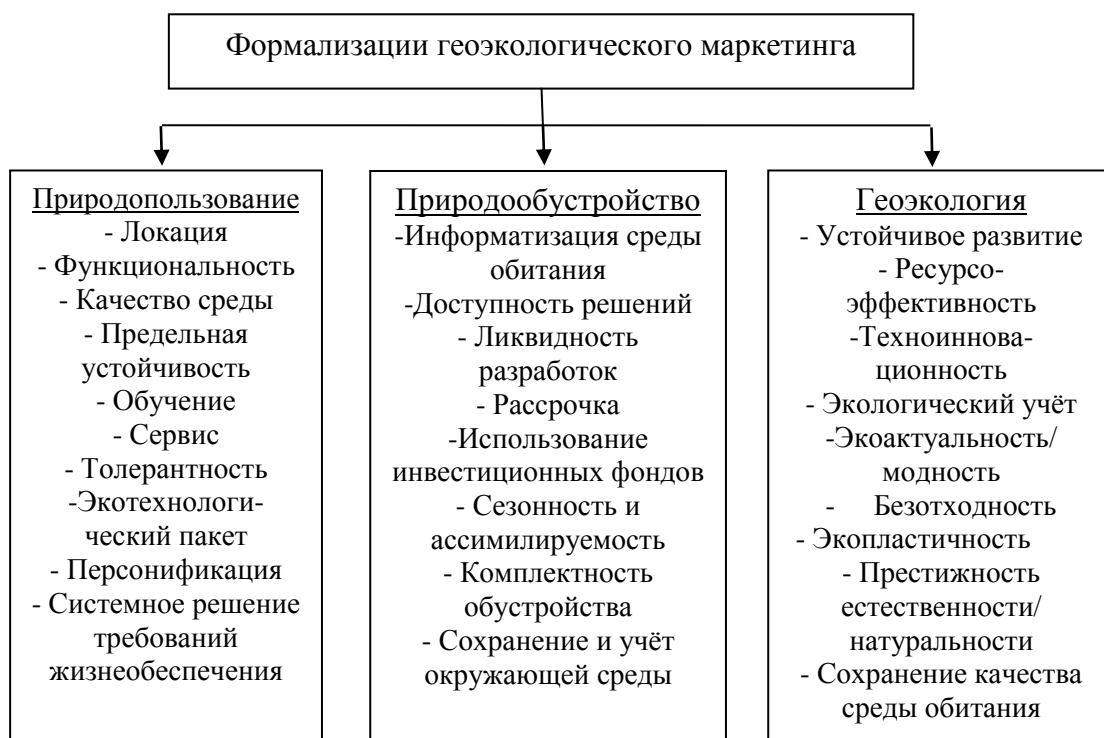 Формализации геоэкологического маркетинга
Природопользование
- Локация
- Функциональность
- Качество среды
- Предельная
устойчивость
- Обучение
- Сервис
- Толерантность
-Экотехнологи-
ческий пакет
- Персонификация
- Системное решение
требований
жизнеобеспечения
Природообустройство
-Информатизация среды
обитания
-Доступность решений
- Ликвидность
разработок
- Рассрочка
-Использование
инвестиционных фондов
- Сезонность и
ассимилируемость
- Комплектность
обустройства
- Сохранение и учёт
окружающей среды
Геоэкология
- Устойчивое развитие
- Ресурсо-
эффективность
-Техноиннова-
ционность
- Экологический учёт
-Экоактуальность/
модность
- Безотходность
- Экопластичность
- Престижность
естественности/
натуральности
- Сохранение качества
среды обитания